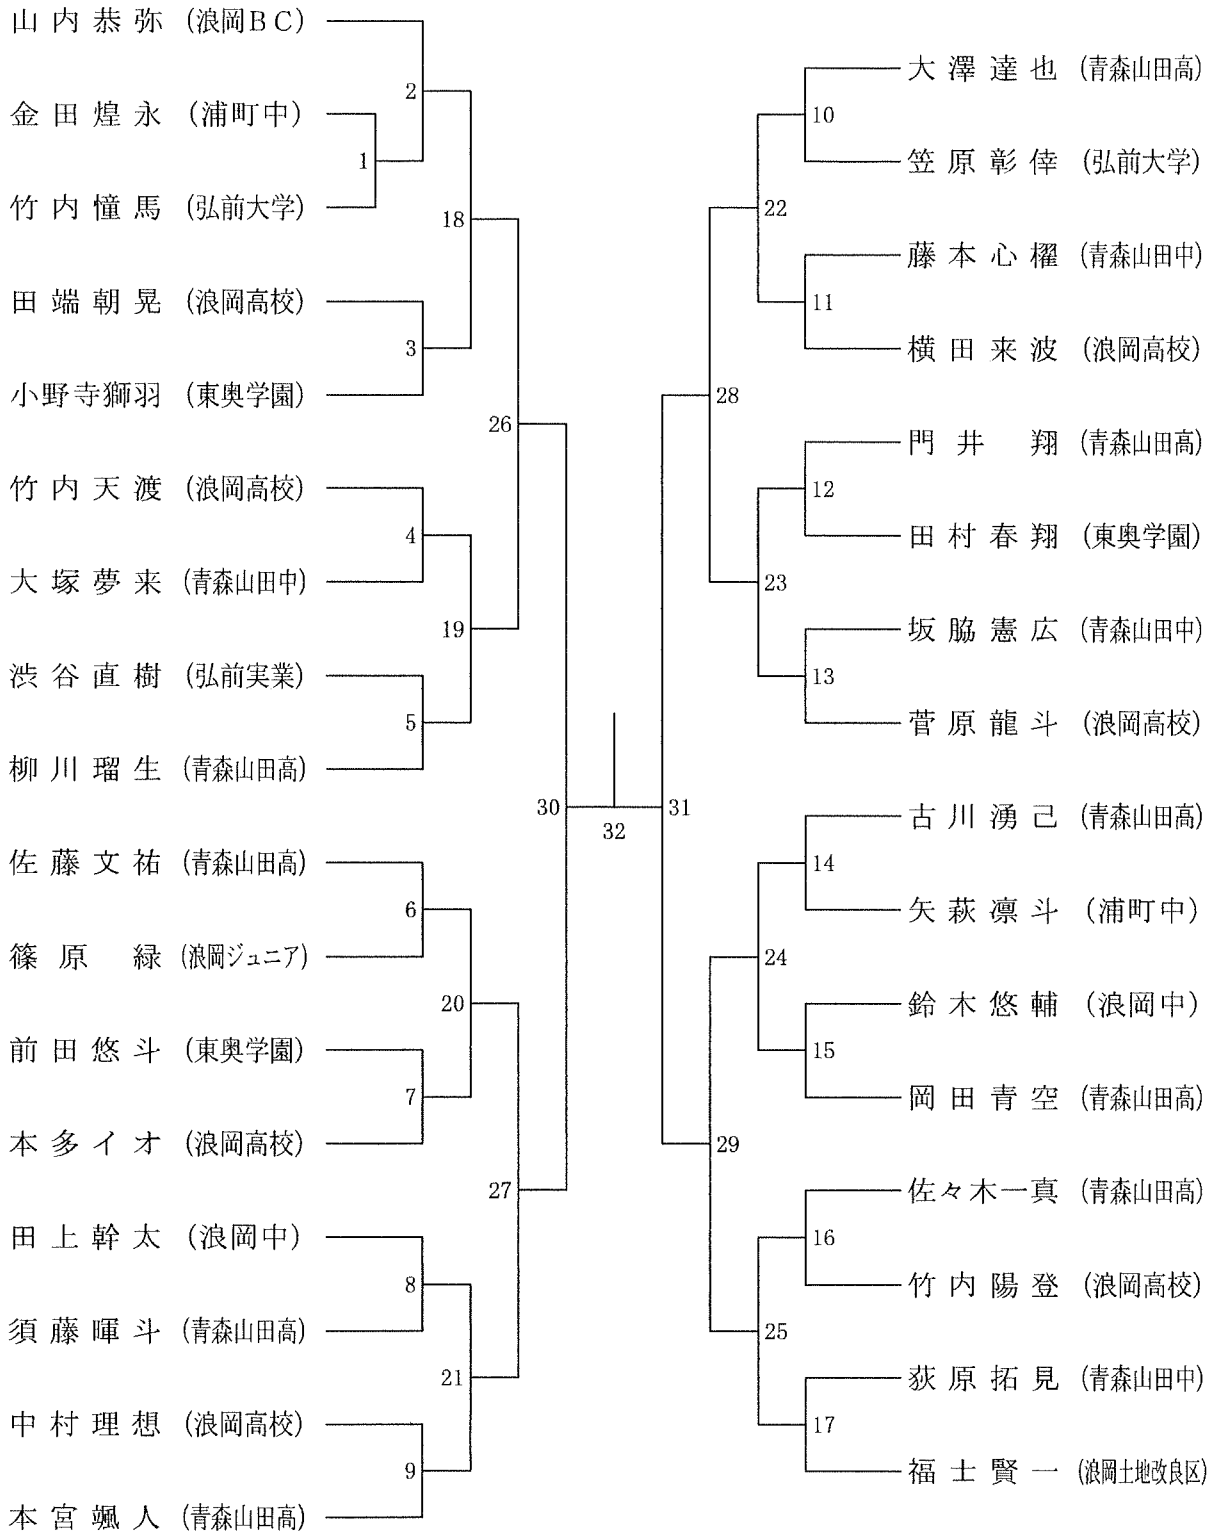 山内恭弥 (浪岡ＢＣ)
金田煌永 (浦町中)
竹内憧馬 (弘前大学)
田端朝晃 (浪岡高校)
小野寺獅羽 (東奥学園)
竹内天渡 (浪岡高校)
大塚夢来 (青森山田中)
渋谷直樹 (弘前実業)
柳川瑠生 (青森山田高)
佐藤文祐 (青森山田高)
篠原　緑 (浪岡ジュニア)
前田悠斗 (東奥学園)
本多イオ (浪岡高校)
田上幹太 (浪岡中)
須藤暉斗 (青森山田高)
中村理想 (浪岡高校)
本宮颯人 (青森山田高)
2
1
18
3
26
4
19
5
30
6
20
7
27
8
21
9
32
31
10
22
11
28
12
23
13
14
24
15
29
16
25
17
大澤達也 (青森山田高)
笠原彰倖 (弘前大学)
藤本心櫂 (青森山田中)
横田来波 (浪岡高校)
門井　翔 (青森山田高)
田村春翔 (東奥学園)
坂脇憲広 (青森山田中)
菅原龍斗 (浪岡高校)
古川湧己 (青森山田高)
矢萩凛斗 (浦町中)
鈴木悠輔 (浪岡中)
岡田青空 (青森山田高)
佐々木一真 (青森山田高)
竹内陽登 (浪岡高校)
荻原拓見 (青森山田中)
福士賢一 (浪岡土地改良区)